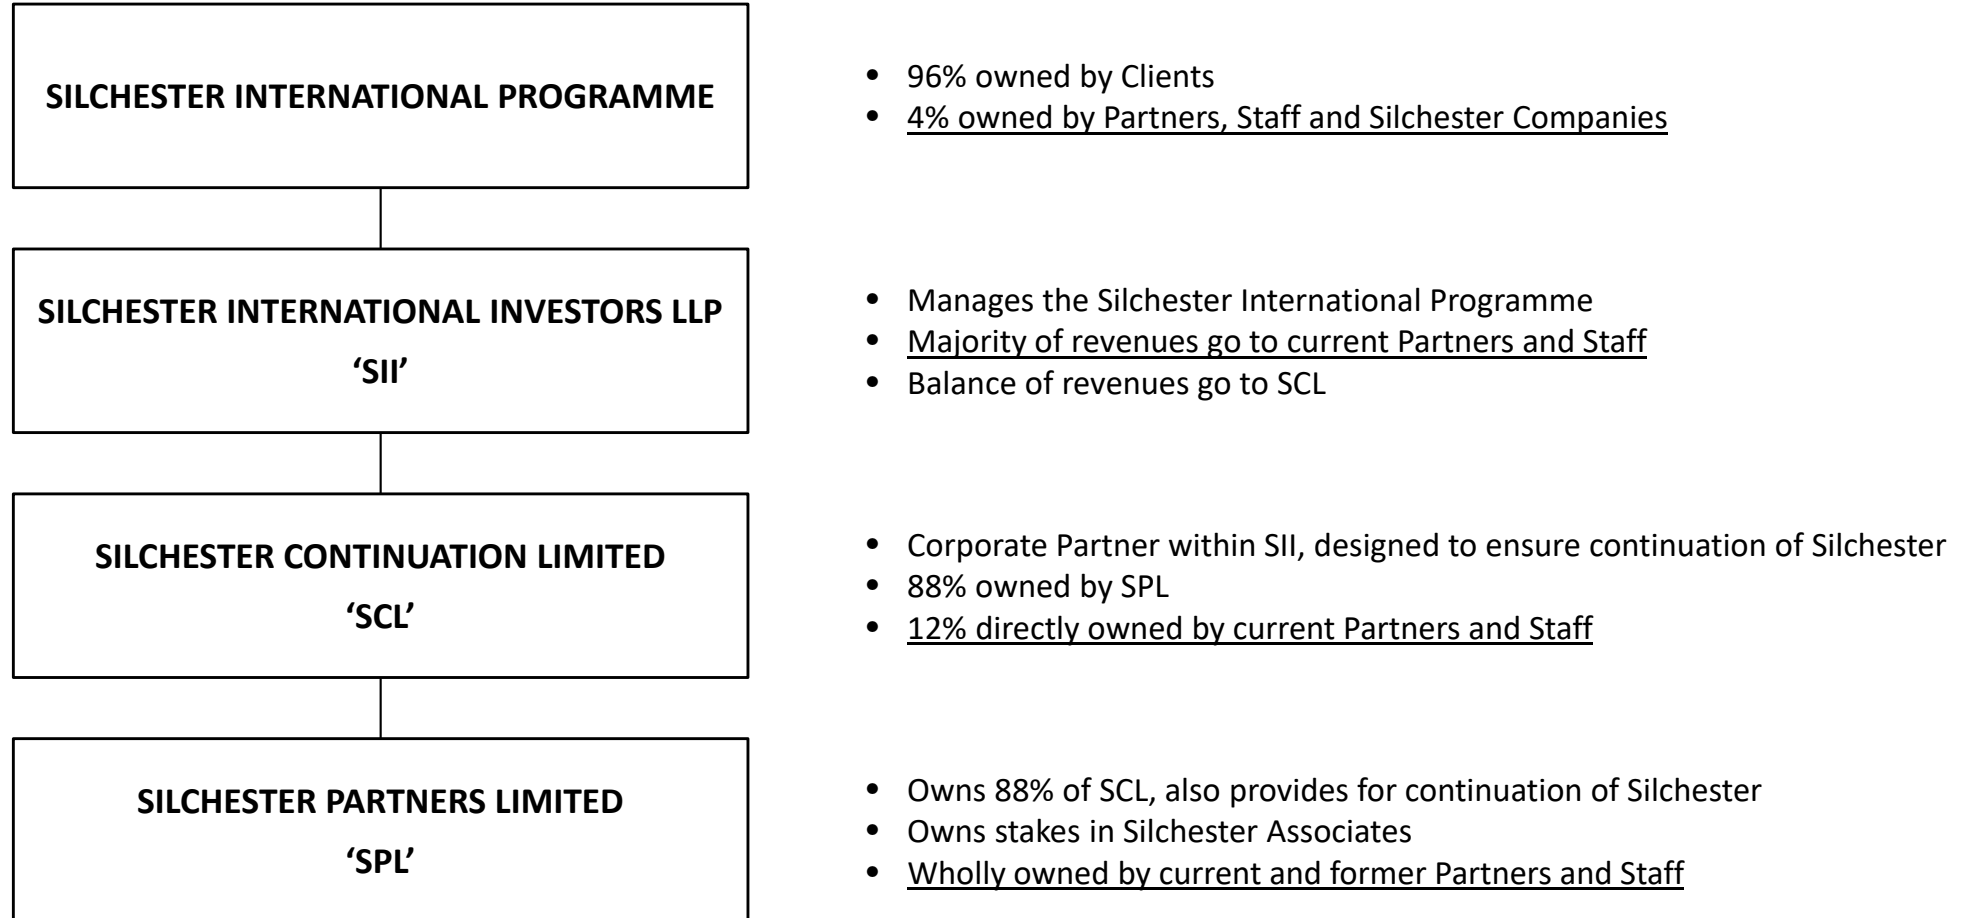 SILCHESTER INTERNATIONAL PROGRAMME
• 96% owned by Clients
• 4% owned by Partners, Staff and Silchester Companies
SILCHESTER INTERNATIONAL INVESTORS LLP
‘SII’
• Manages the Silchester International Programme
• Majority of revenues go to current Partners and Staff
• Balance of revenues go to SCL
SILCHESTER CONTINUATION LIMITED
‘SCL’
• Corporate Partner within SII, designed to ensure continuation of Silchester
• 88% owned by SPL
• 12% directly owned by current Partners and Staff
SILCHESTER PARTNERS LIMITED
‘SPL’
• Owns 88% of SCL, also provides for continuation of Silchester
• Owns stakes in Silchester Associates
• Wholly owned by current and former Partners and Staff